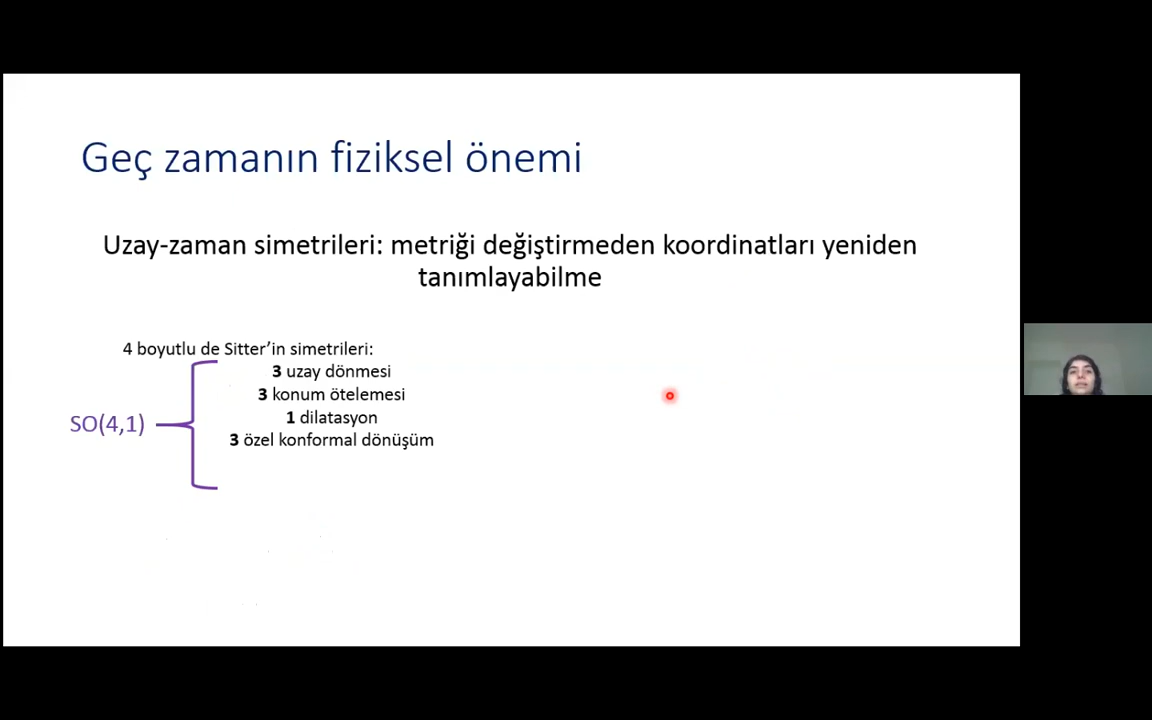 Geç zamanın fiziksel önemi
Uzay-zaman simetrileri: metriği değiştirmeden koordinatları yeniden
tanımlayabilme
4 boyutlu de Sitter’in simetrileri:
3 uzay dönmesi
3 konum ötelemesi
1 dilatasyon
3 özel konformal dönüşüm
SO(4,1)